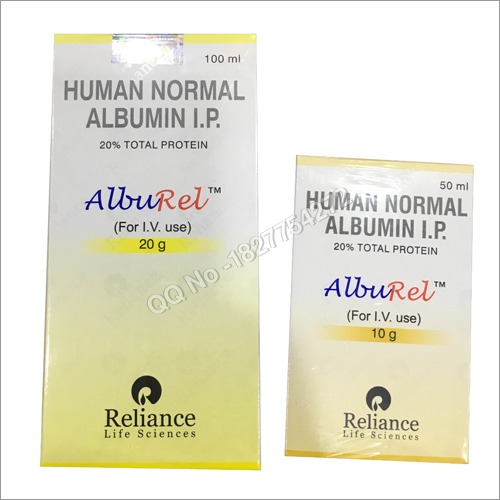 100 ml
HUMAN NORMAL
ALBUMIN I.P.
20% TOTAL PROTEIN
AlbuRel™
(For I.V. use)
20 g
Reliance
Life Sciences
50 ml
HUMAN NORMAL
ALBUMIN I.P.
20% TOTAL PROTEIN
AlbuRel™
(For I.V. use)
10 g
Reliance
Life Sciences